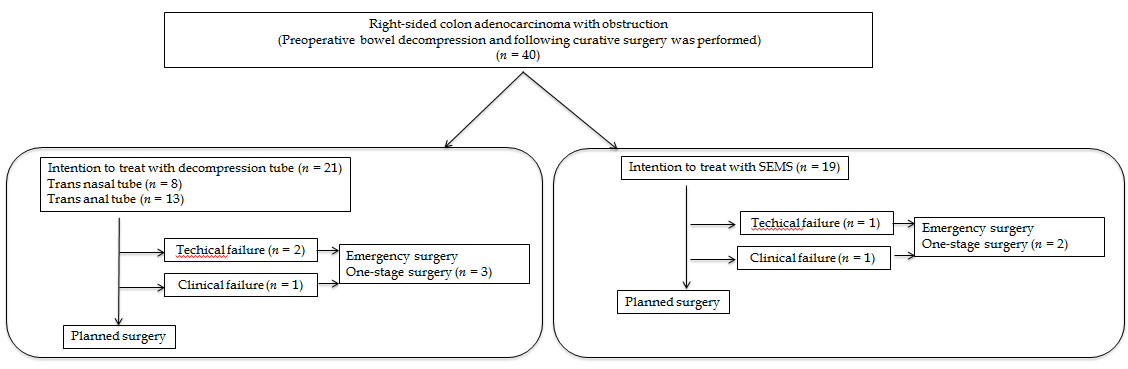 Right-sided colon adenocarcinoma with obstruction
(Preoperative bowel decompression and following curative surgery was performed)
(n = 40)
Intention to treat with decompression tube (n = 21)
Trans nasal tube (n = 8)
Trans anal tube (n = 13)
Techical failure (n = 2)
Clinical failure (n = 1)
Emergency surgery
One-stage surgery (n = 3)
Planned surgery
Intention to treat with SEMS (n = 19)
Techical failure (n = 1)
Clinical failure (n = 1)
Emergency surgery
One-stage surgery (n = 2)
Planned surgery